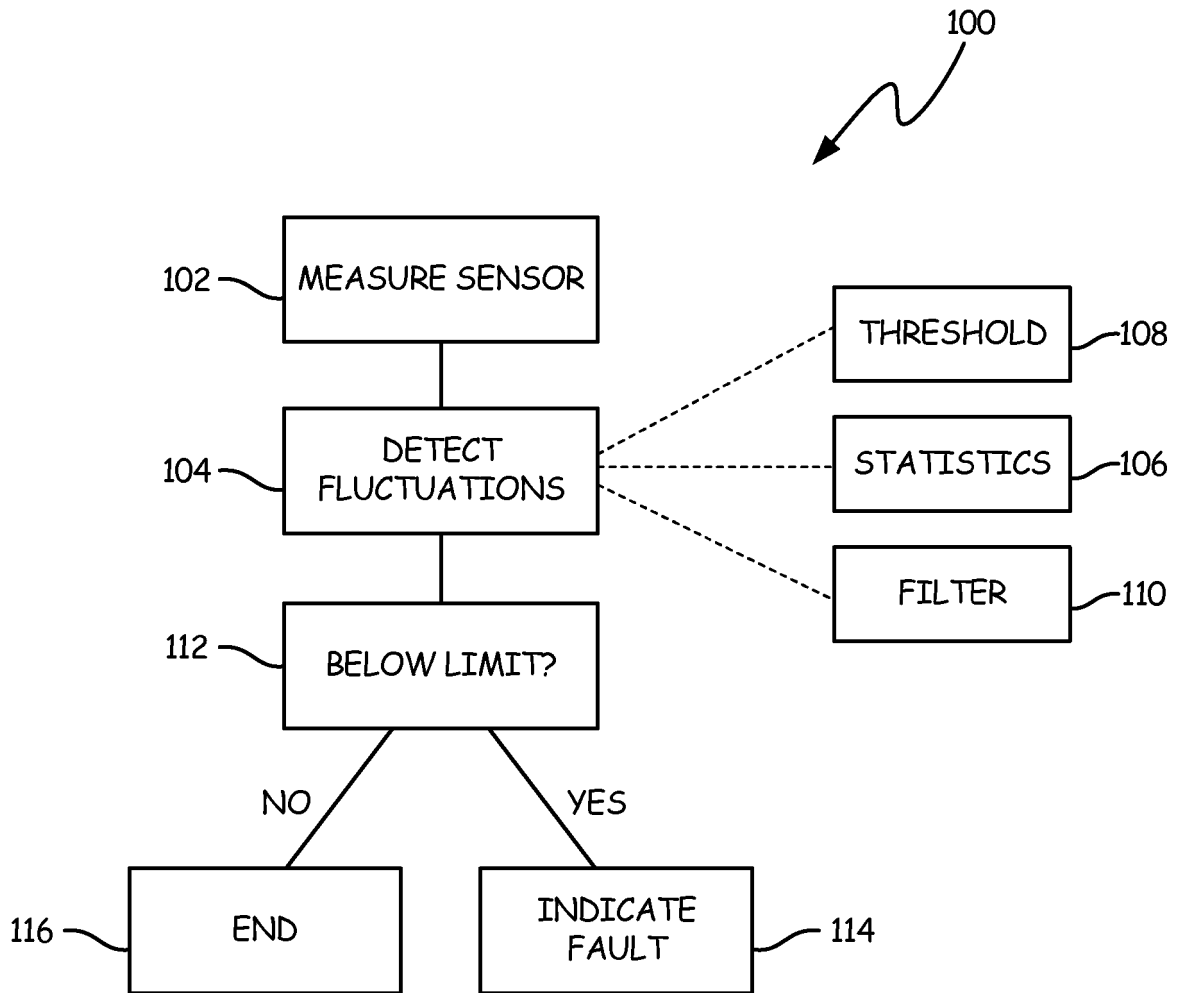 100
102
MEASURE SENSOR
THRESHOLD
108
104
DETECT
FLUCTUATIONS
STATISTICS
106
FILTER
110
112
BELOW LIMIT?
NO
YES
116
END
INDICATE
FAULT
114